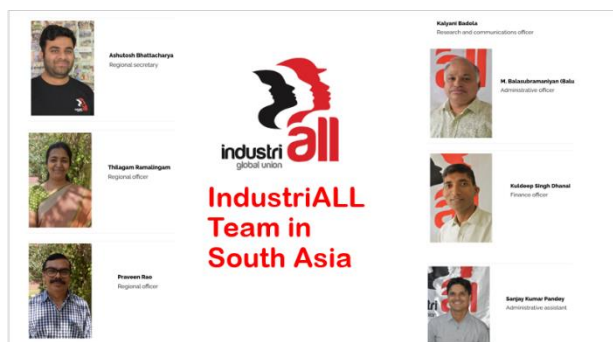 Ashutosh Bhattacharya
Regional secretary
Thilagam Ramalingam
Regional officer
Praveen Rao
Regional officer
industri
all
global union
IndustriALL
Team in
South Asia
Kalyani Badola
Research and communications officer
M. Balasubramaniyan (Balu
Administrative officer
Kuldeep Singh Dhanai
Finance officer
Sanjay Kumar Pandey
Administrative assistant